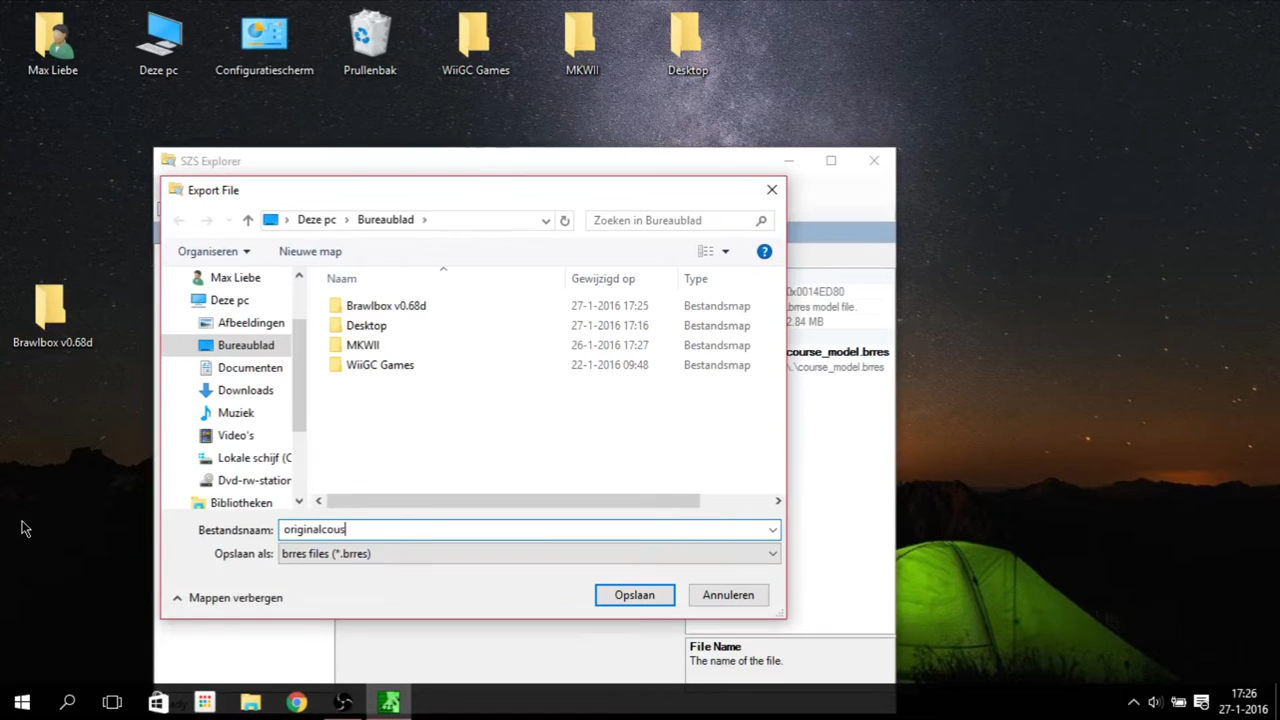 Max Liebe
Deze pc
Configuratiescherm
Prullenbak
WiiGC Games
MKWII
Desktop
Brawlbox v0.68d
SZS Explorer
Export File
Deze pc
Bureaublad
Zoeken in Bureaublad
Organiseren
Nieuwe map
Naam
Gewijzigd op
Type
Max Liebe
Deze pc
Afbeeldingen
Bureaublad
Documenten
Downloads
Muziek
Video's
Lokale schijf (C
Dvd-rw-station
Bibliotheken
Brawlbox v0.68d 27-1-2016 17:25 Bestandsmap
Desktop 27-1-2016 17:16 Bestandsmap
MKWII 26-1-2016 17:27 Bestandsmap
WiiGC Games 22-1-2016 09:48 Bestandsmap
0x0014ED80
.brres model file.
2.84 MB
course_model.brres
\.\course_model.brres
Bestandsnaam: originalcous
Opslaan als: brres files (*.brres)
Mappen verbergen
Opslaan
Annuleren
File Name
The name of the file.
17:26
27-1-2016